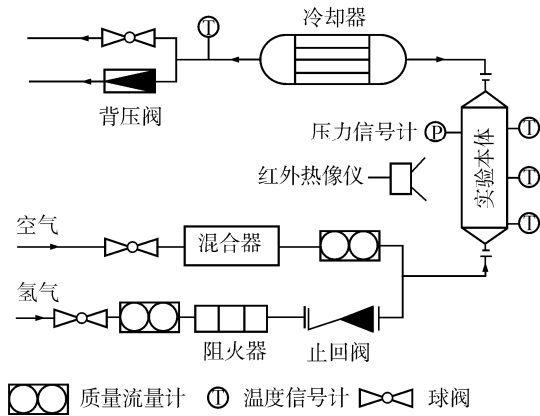 冷却器
T
背压阀
压力信号计
P
T
红外热像仪
实验本体
T
T
空气
混合器
氢气
阻火器
止回阀
质量流量计
T 温度信号计
球阀